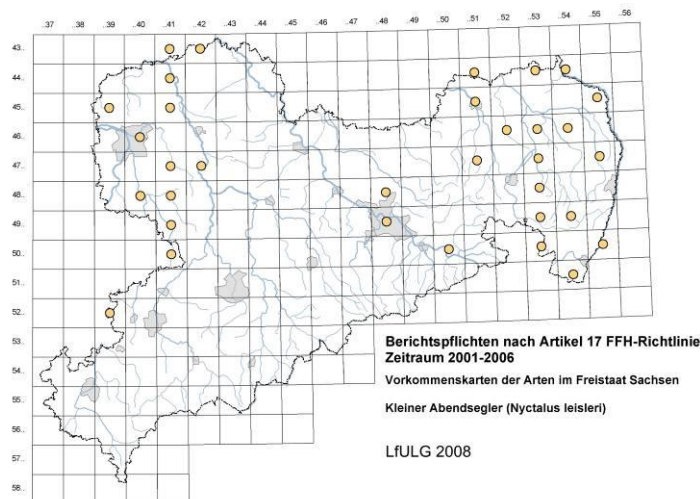 ..37 ..38 ..39 ..40 ..41 ..42 ..43 ..44 ..45 ..46 ..47 ..48 ..49 ..50 ..51 ..52 ..53 ..54 ..55 ..56
43..
44..
45..
46..
47..
48..
49..
50..
51..
52..
53..
54..
55..
56..
57..
58..
Berichtspflichten nach Artikel 17 FFH-Richtlinie
Zeitraum 2001-2006
Vorkommenskarten der Arten im Freistaat Sachsen
Kleiner Abendsegler (Nyctalus leisleri)
LfULG 2008